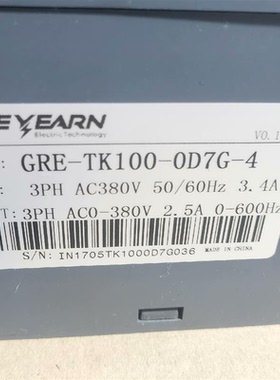 EYEARN
Electric Technology
V0.1
: GRE-TK100-0D7G-4
: 3PH AC380V 50/60Hz 3.4A
T: 3PH AC0-380V 2.5A 0-600Hz
MADE IN CHINA
S/N: IN1705TK1000D7G036